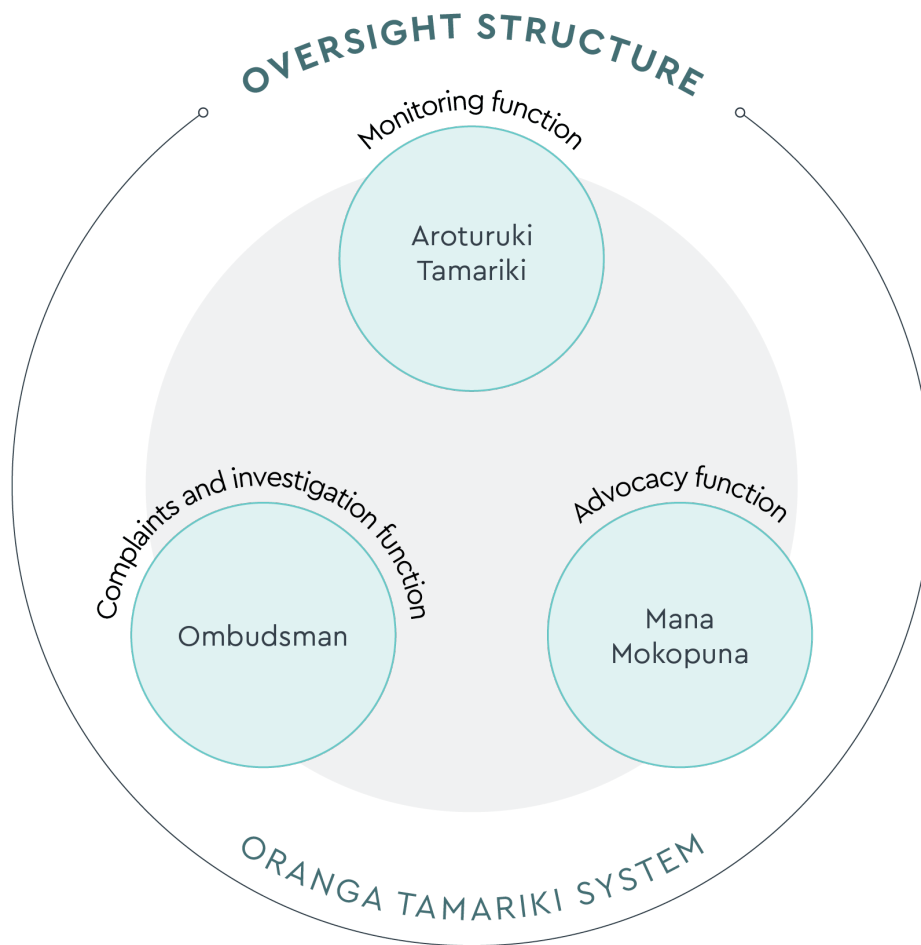 OVERSIGHT STRUCTURE
Monitoring function
Aroturuki
Tamariki
Complaints and investigation function
Ombudsman
Advocacy function
Mana
Mokopuna
ORANGA TAMARIKI SYSTEM